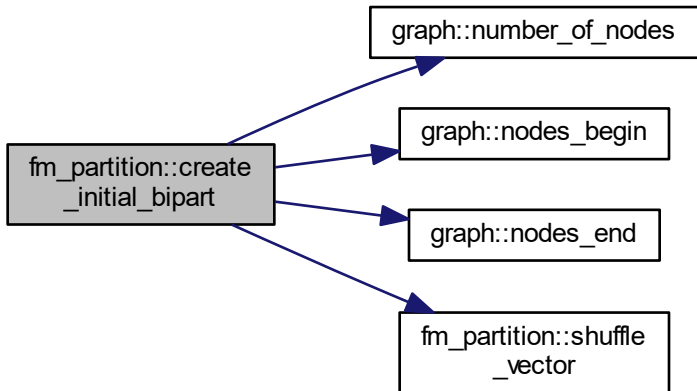 graph::number_of_nodes
graph::nodes_begin
fm_partition::create
_initial_bipart
graph::nodes_end
fm_partition::shuffle
_vector